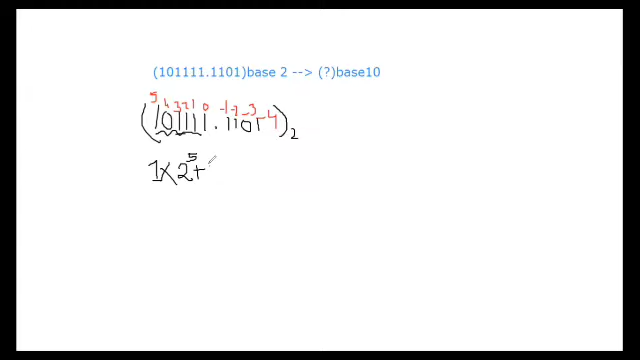 (101111.1101)base 2 --> (?)base10
5 4 3 2 1 0 -1 -2 -3 -4
(101111.1101)2
1x2^5+